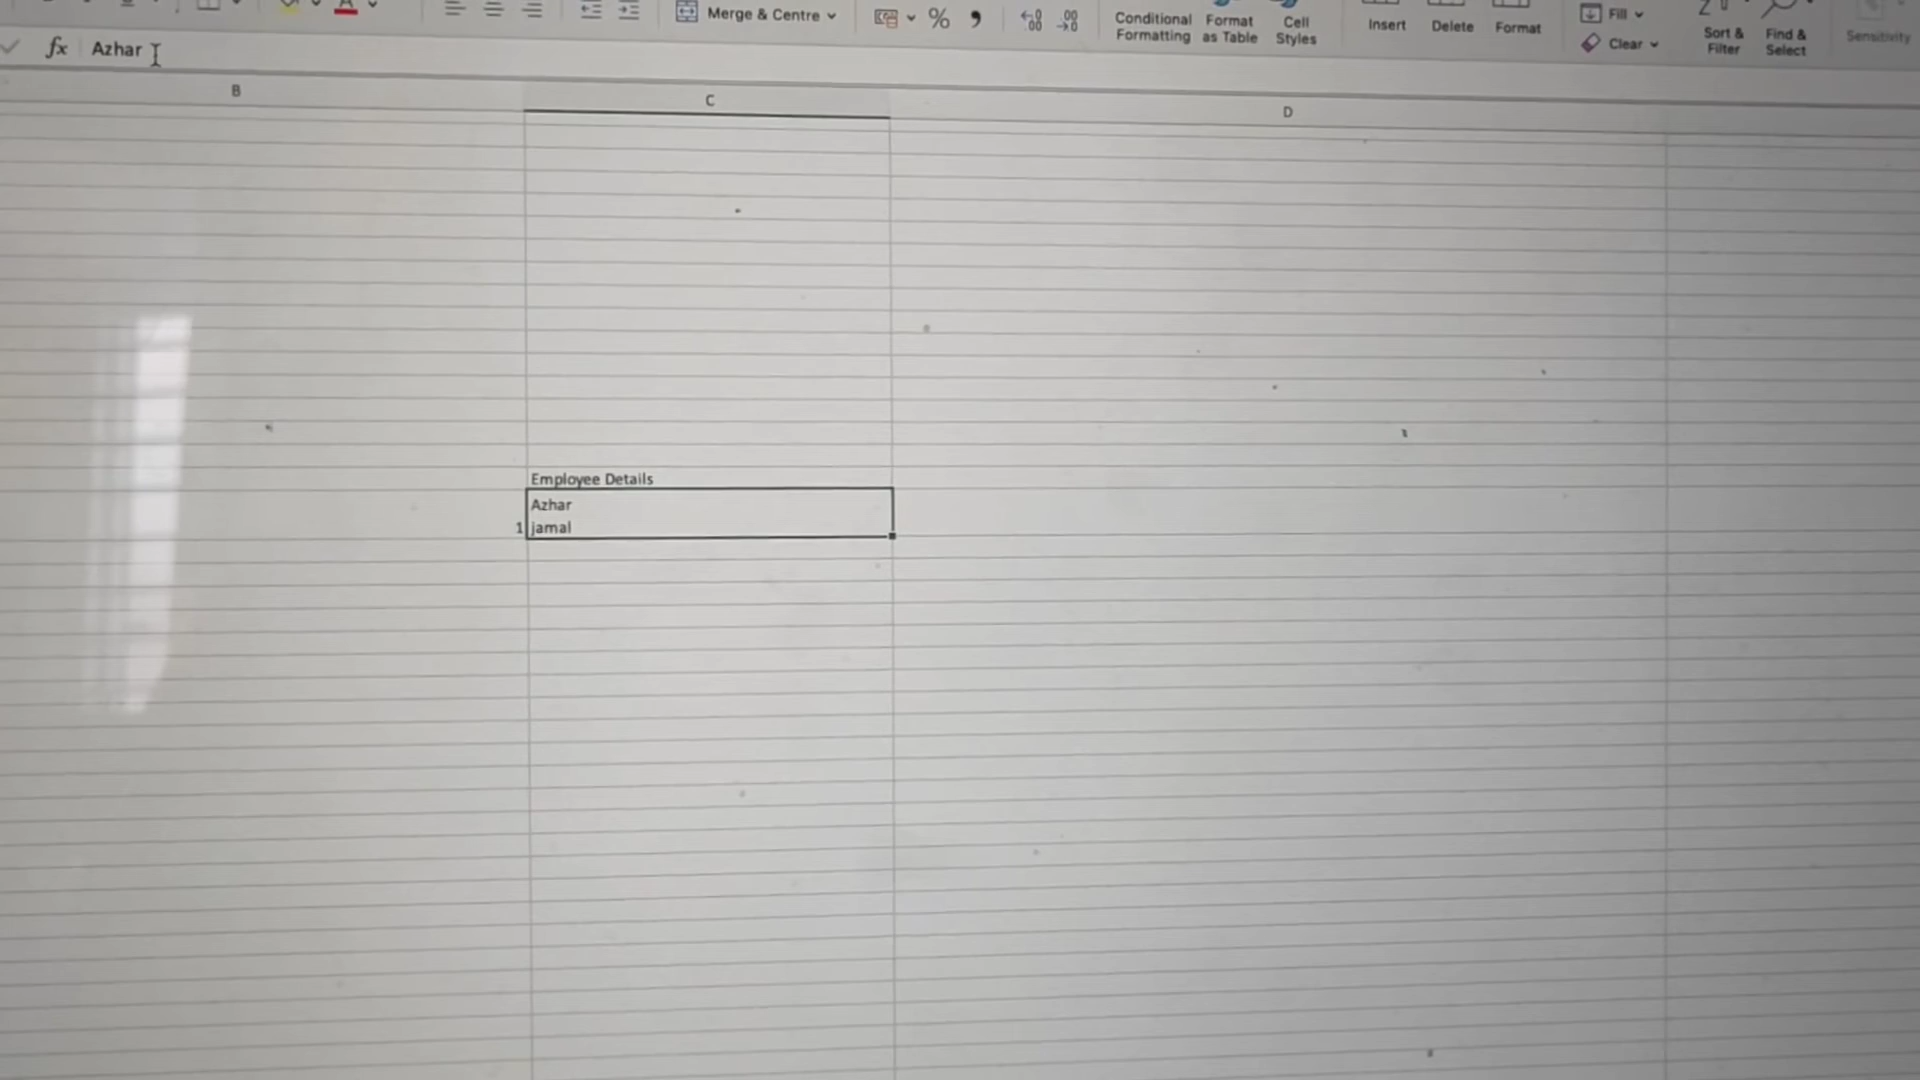 Merge & Centre
%
Conditional Formatting
Format as Table
Cell Styles
Insert
Delete
Format
Fill
Clear
Sort & Filter
Find & Select
Sensitivity
fx Azhar
B C D
Employee Details
Azhar
1 jamal